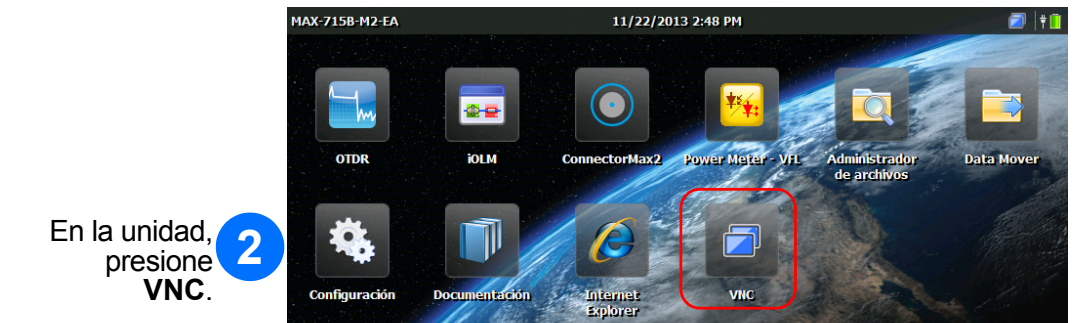 MAX-715B-M2-EA 11/22/2013 2:48 PM
OTDR iOLM ConnectorMax2 Power Meter - VFL Administrador
de archivos Data Mover
En la unidad,
presione
VNC.
2
Configuración Documentación Internet
Explorer VNC